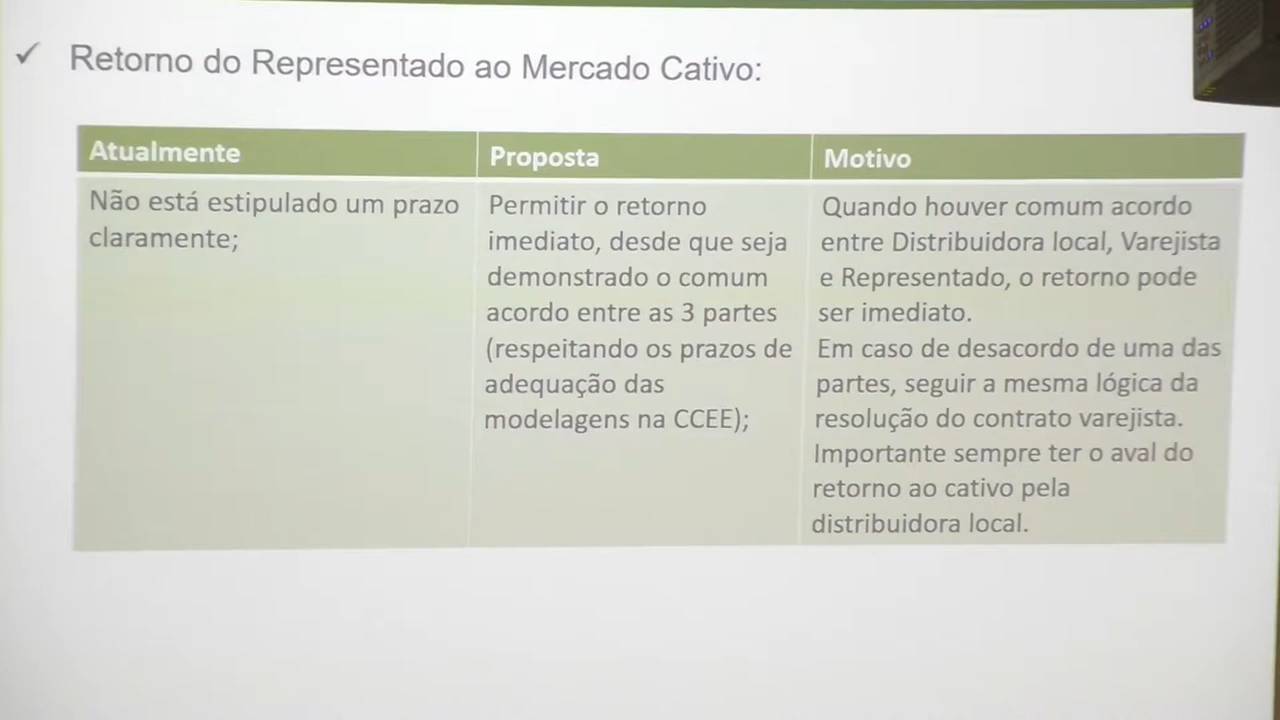 ✓ Retorno do Representado ao Mercado Cativo:
Atualmente
Não está estipulado um prazo
claramente;
Proposta
Permitir o retorno
imediato, desde que seja
demonstrado o comum
acordo entre as 3 partes
(respeitando os prazos de
adequação das
modelagens na CCEE);
Motivo
Quando houver comum acordo
entre Distribuidora local, Varejista
e Representado, o retorno pode
ser imediato.
Em caso de desacordo de uma das
partes, seguir a mesma lógica da
resolução do contrato varejista.
Importante sempre ter o aval do
retorno ao cativo pela
distribuidora local.